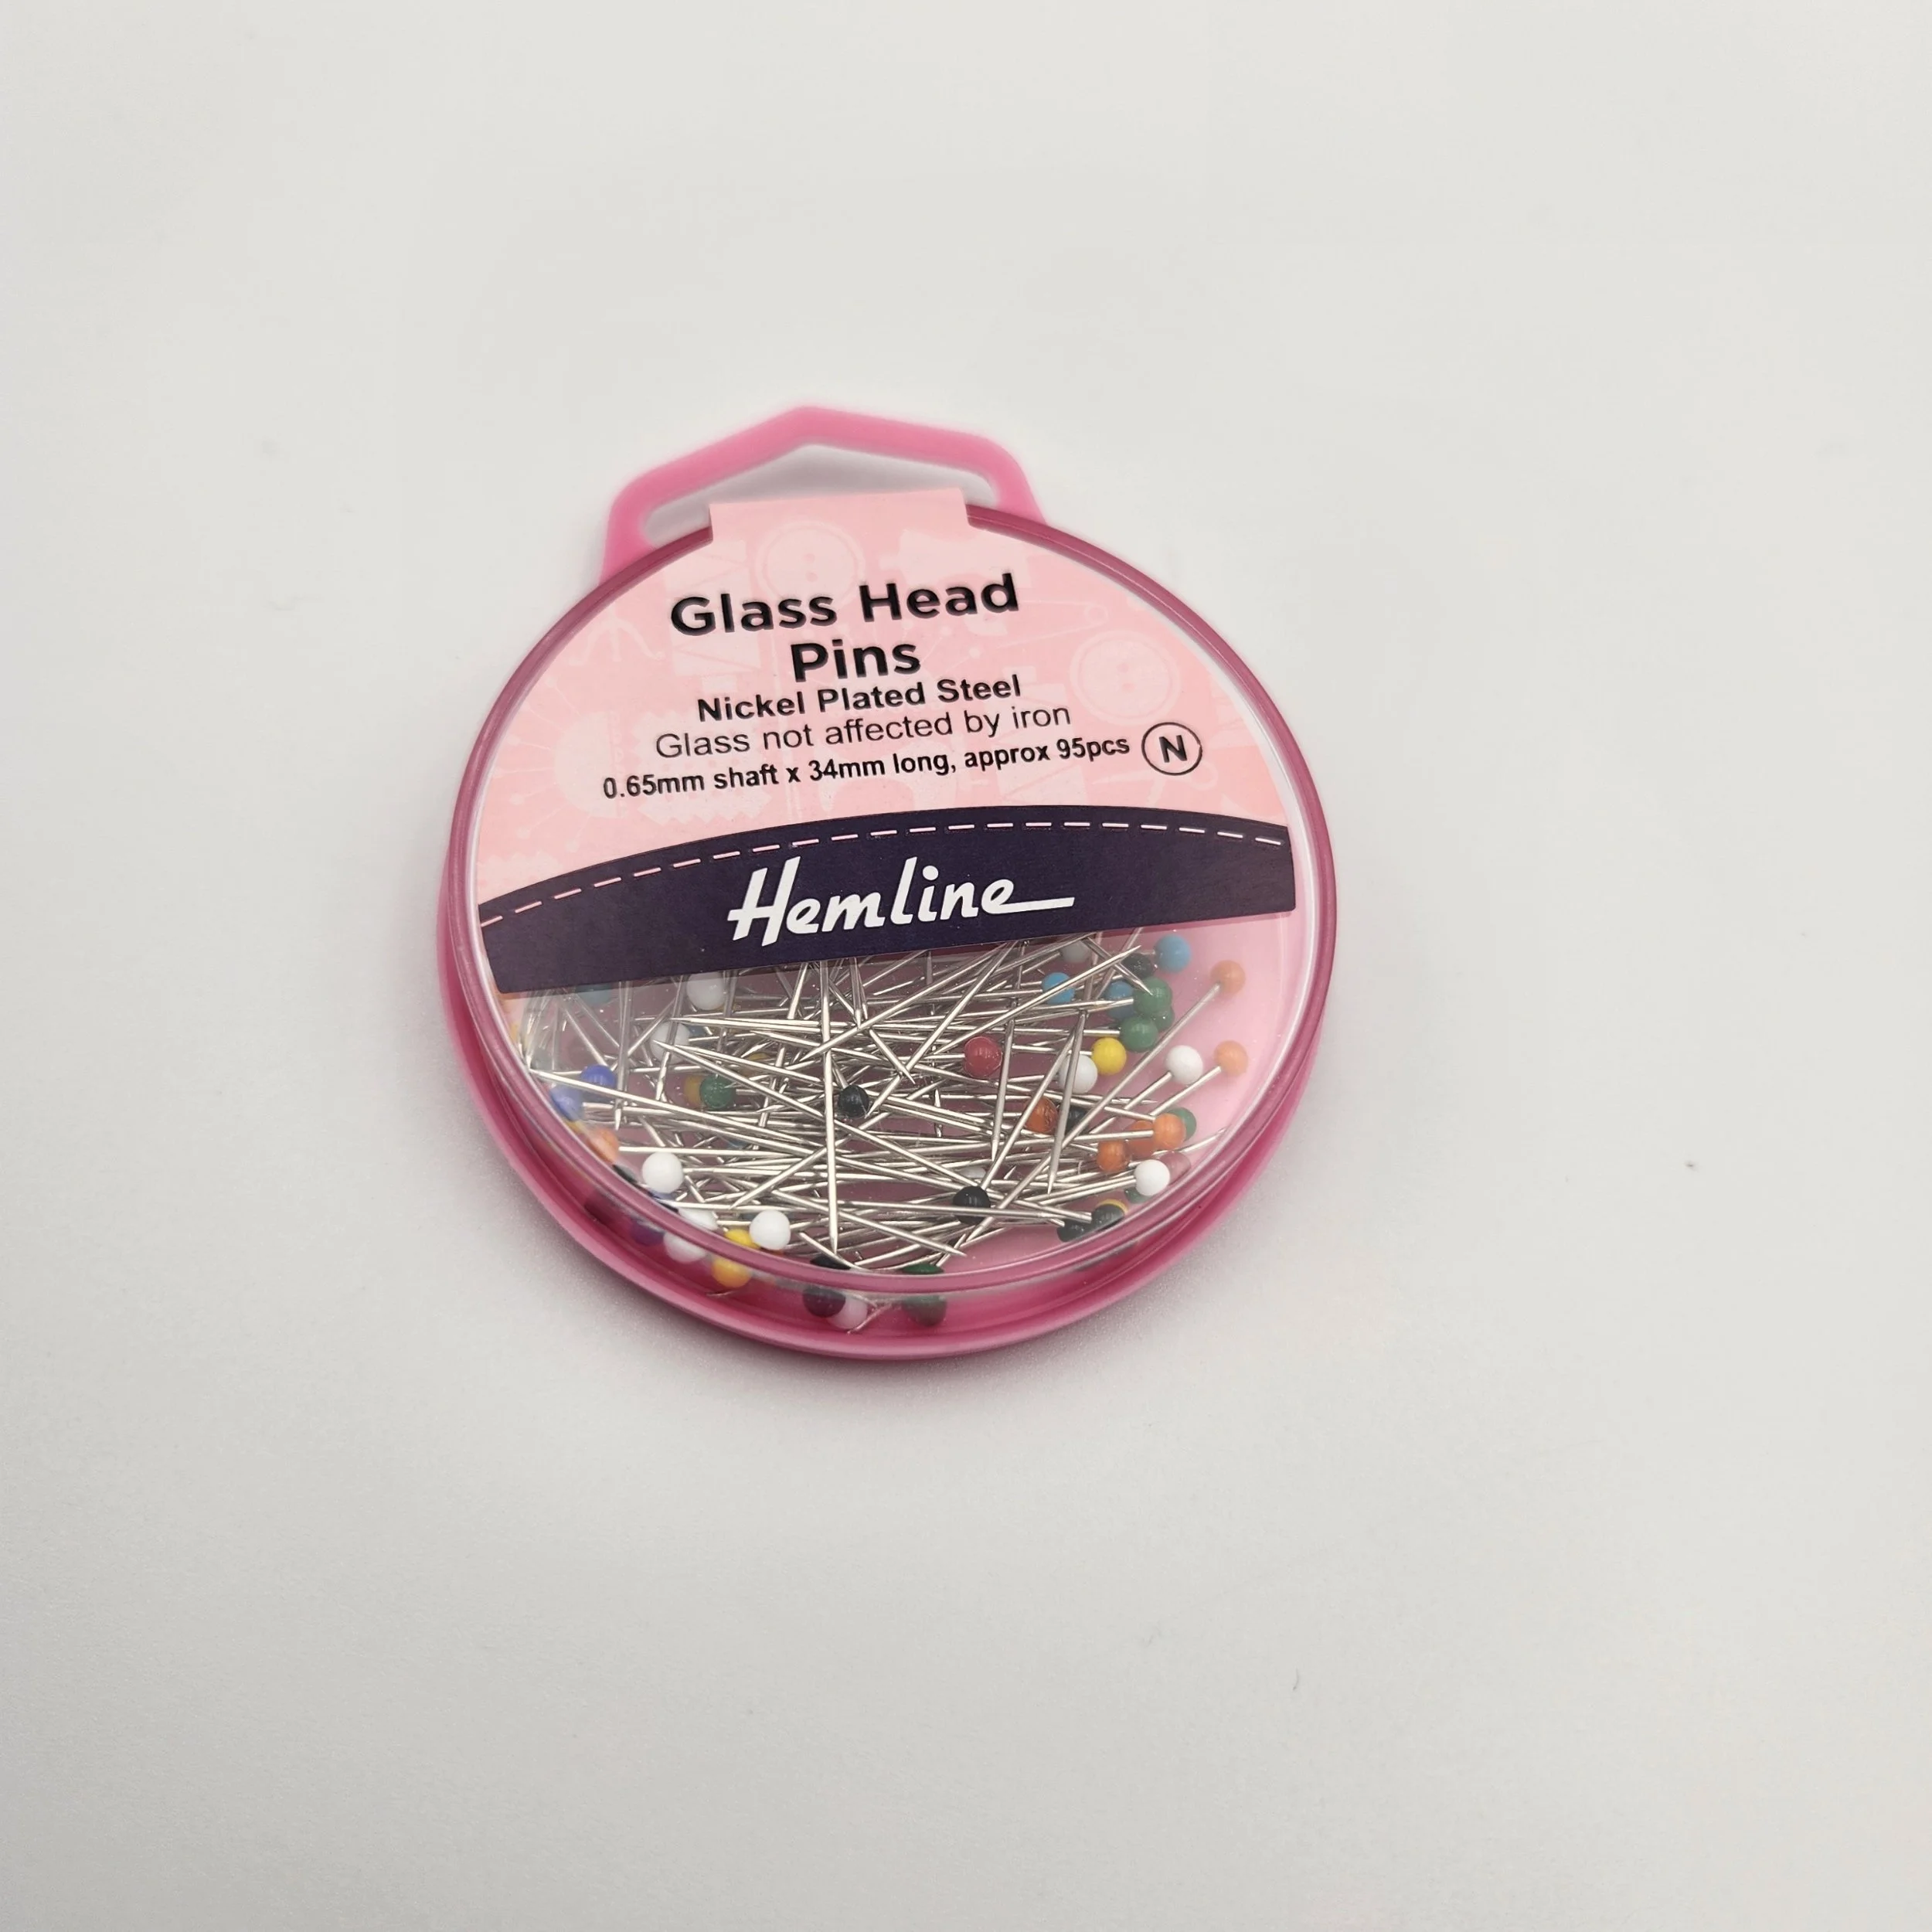 Glass Head
Pins
Nickel Plated Steel
Glass not affected by iron
0.65mm shaft x 34mm long, approx 95pcs N
Hemline